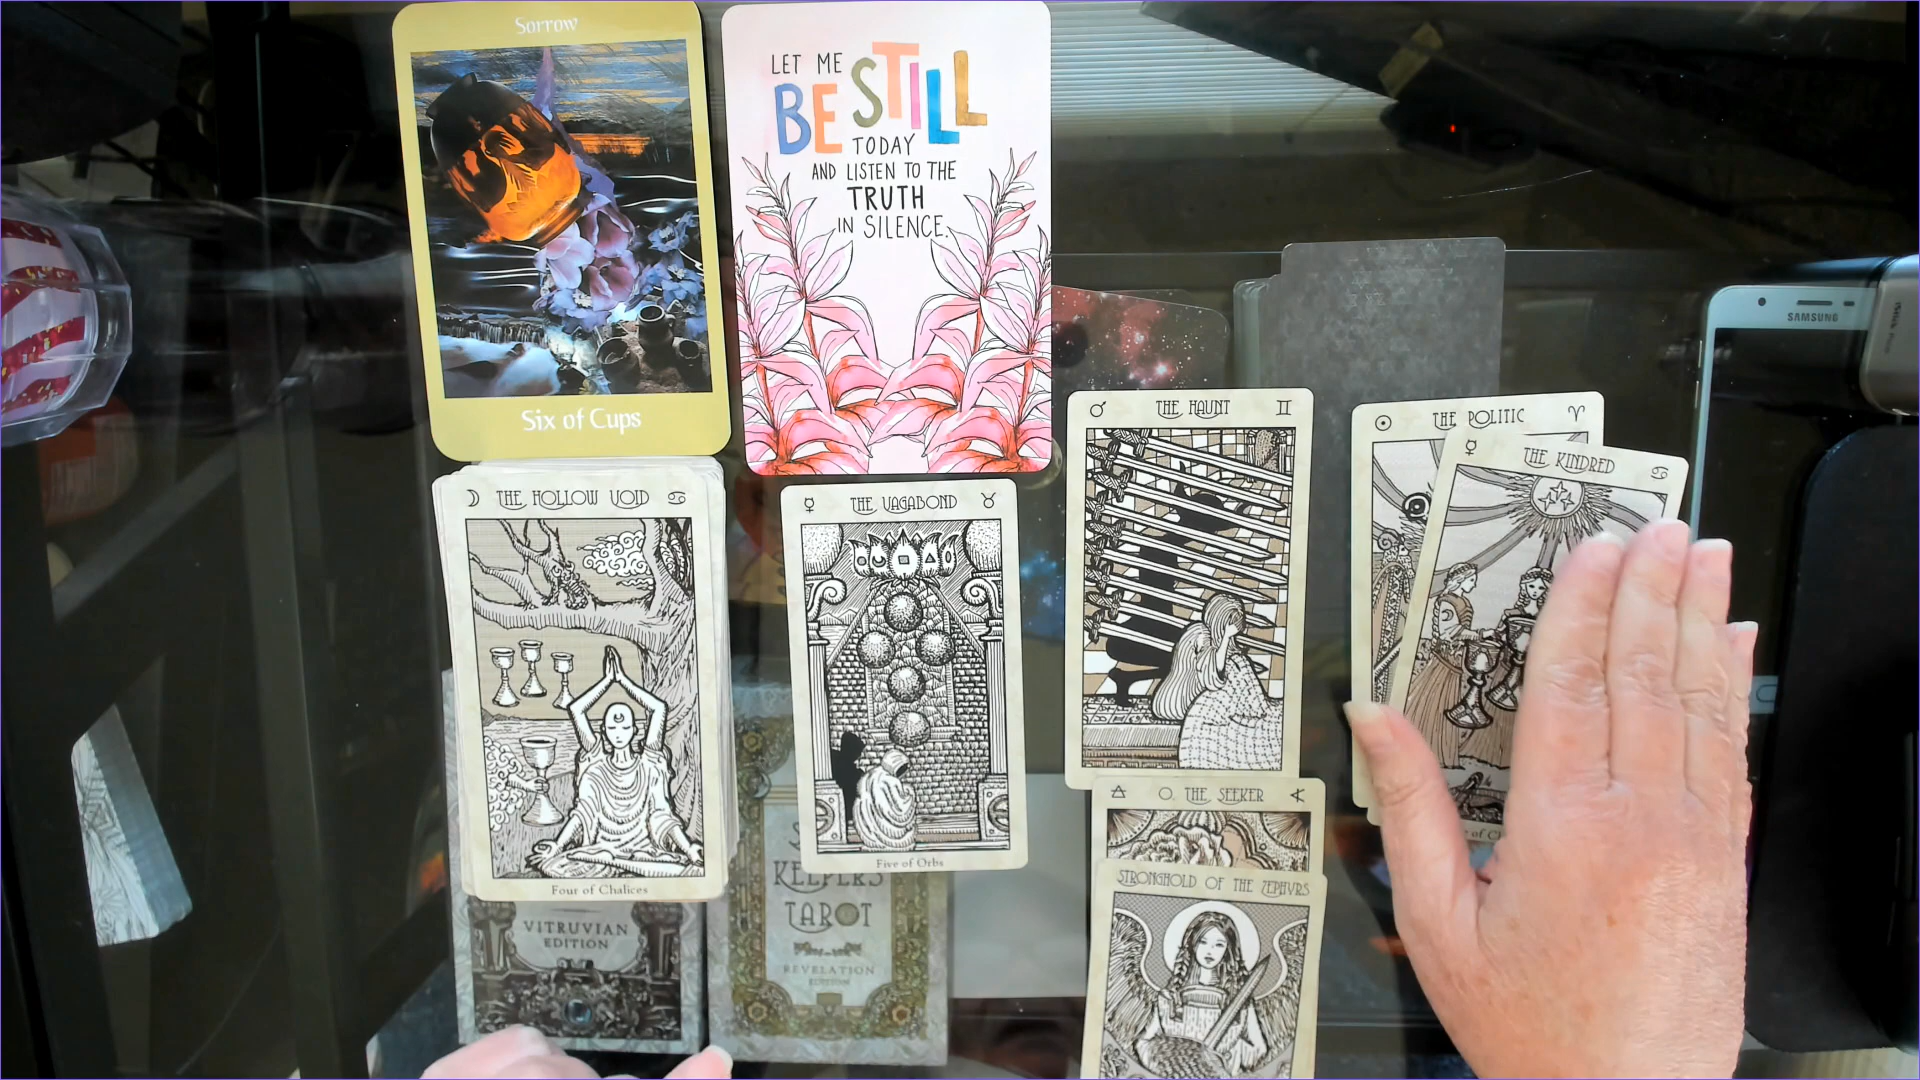 Sorrow
Six of Cups
LET ME
BE STILL
TODAY
AND LISTEN TO THE
TRUTH
IN SILENCE.
THE HOLLOW VOID
Four of Chalices
THE VAGABOND
Five of Orbs
THE HAUNT
O. THE SEEKER
STRONGHOLD OF THE ZEPHYRS
THE POLITIC
THE KINDRED
SAMSUNG
VITRUVIAN
EDITION
KEEPERS
TAROT
REVELATION
EDITION